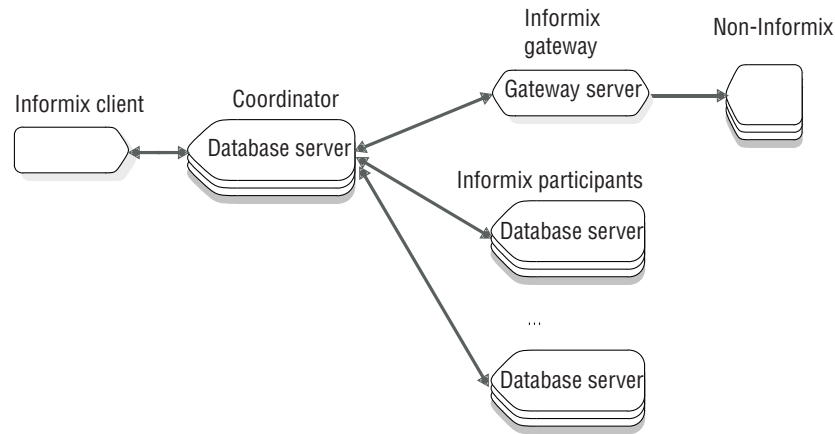 Informix
gateway
Non-Informix
Informix client
Coordinator
Gateway server
Database server
Informix participants
Database server
...
Database server